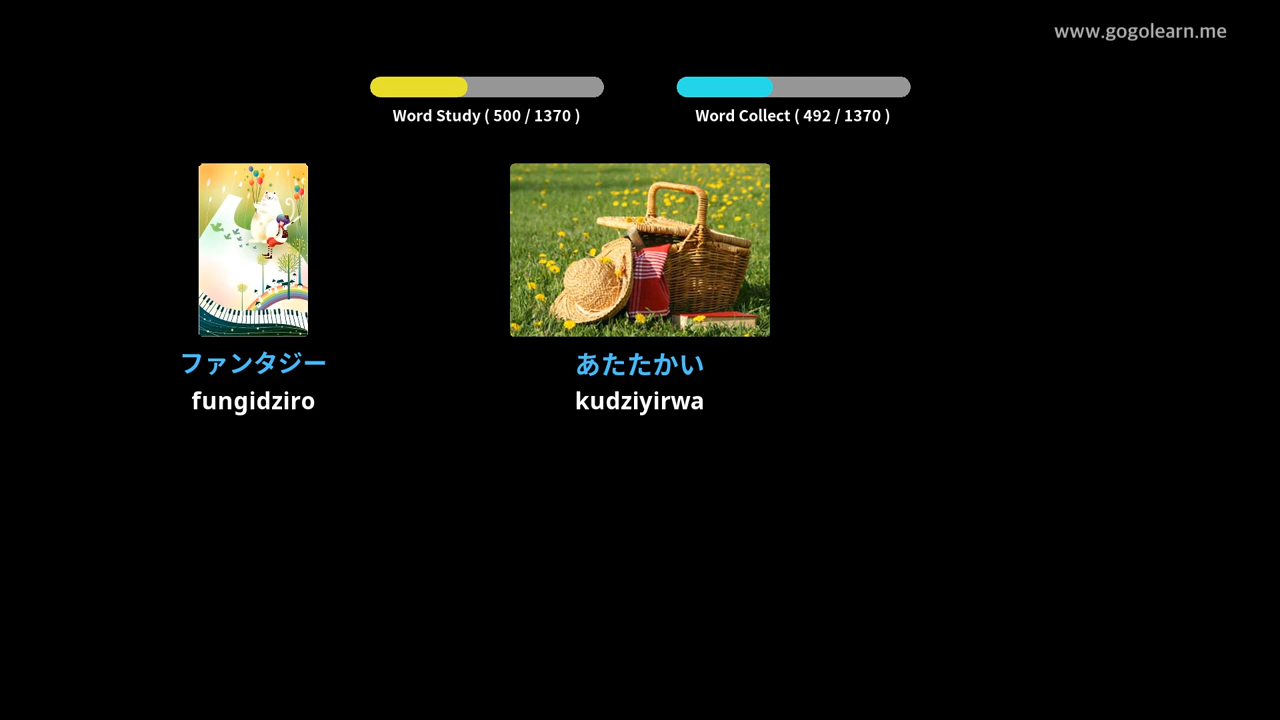 www.gogolearn.me
Word Study ( 500 / 1370 )
Word Collect ( 492 / 1370 )
ファンタジー
fungidziro
あたたかい
kudziyirwa